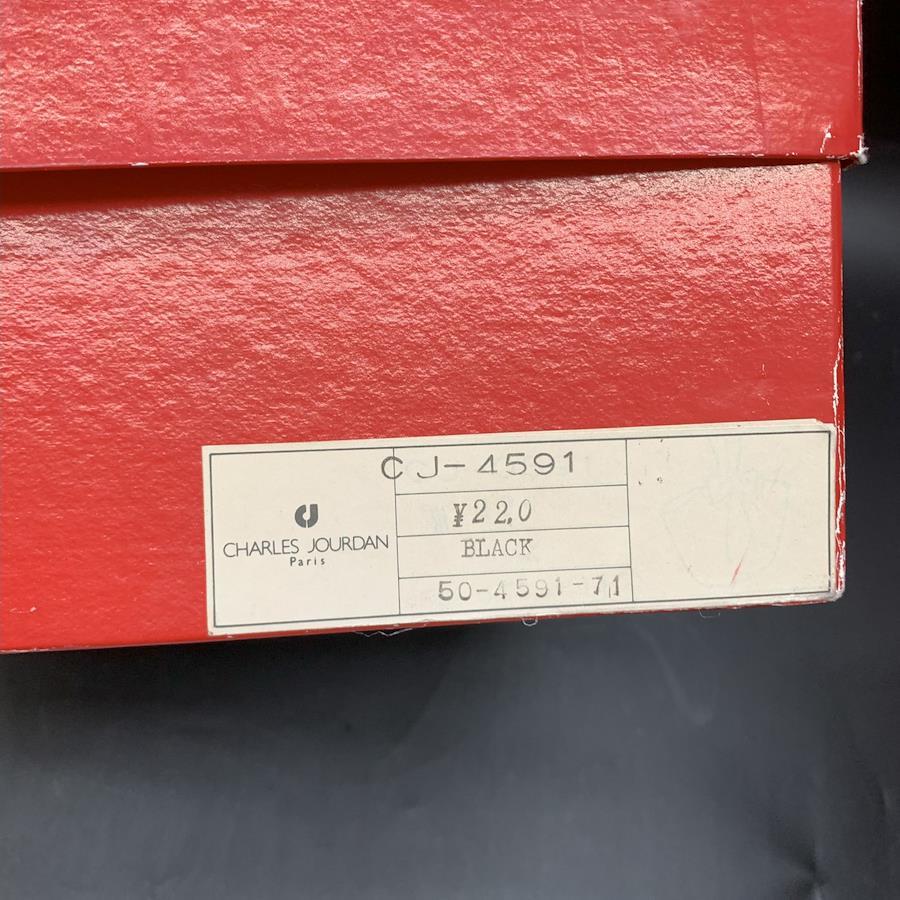 CJ-4591
¥22,0
CHARLES JOURDAN
Paris
BLACK
50-4591-71